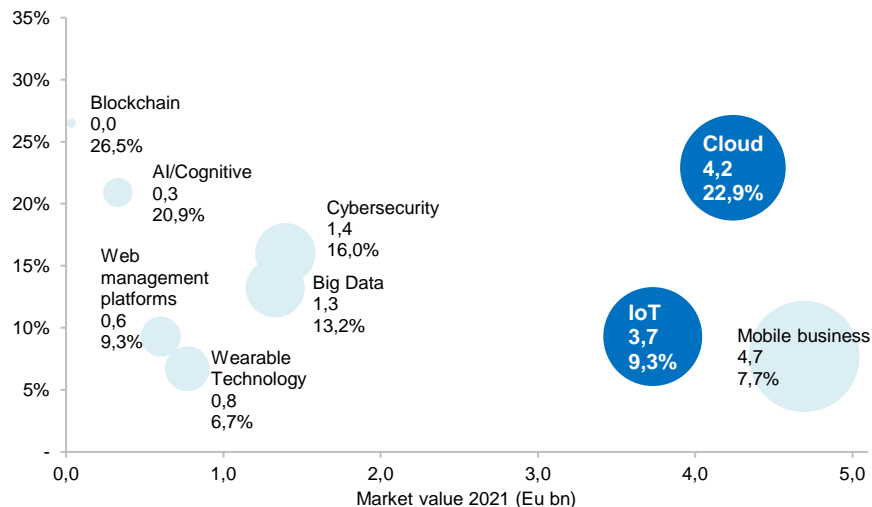 35%
30%
25%
20%
15%
10%
5%
-
Blockchain
0,0
26,5%
AI/Cognitive
0,3
20,9%
Cybersecurity
1,4
16,0%
Web
management
platforms
0,6
9,3%
Big Data
1,3
13,2%
Wearable
Technology
0,8
6,7%
Cloud
4,2
22,9%
IoT
3,7
9,3%
Mobile business
4,7
7,7%
0,0
1,0
2,0
3,0
4,0
5,0
Market value 2021 (Eu bn)